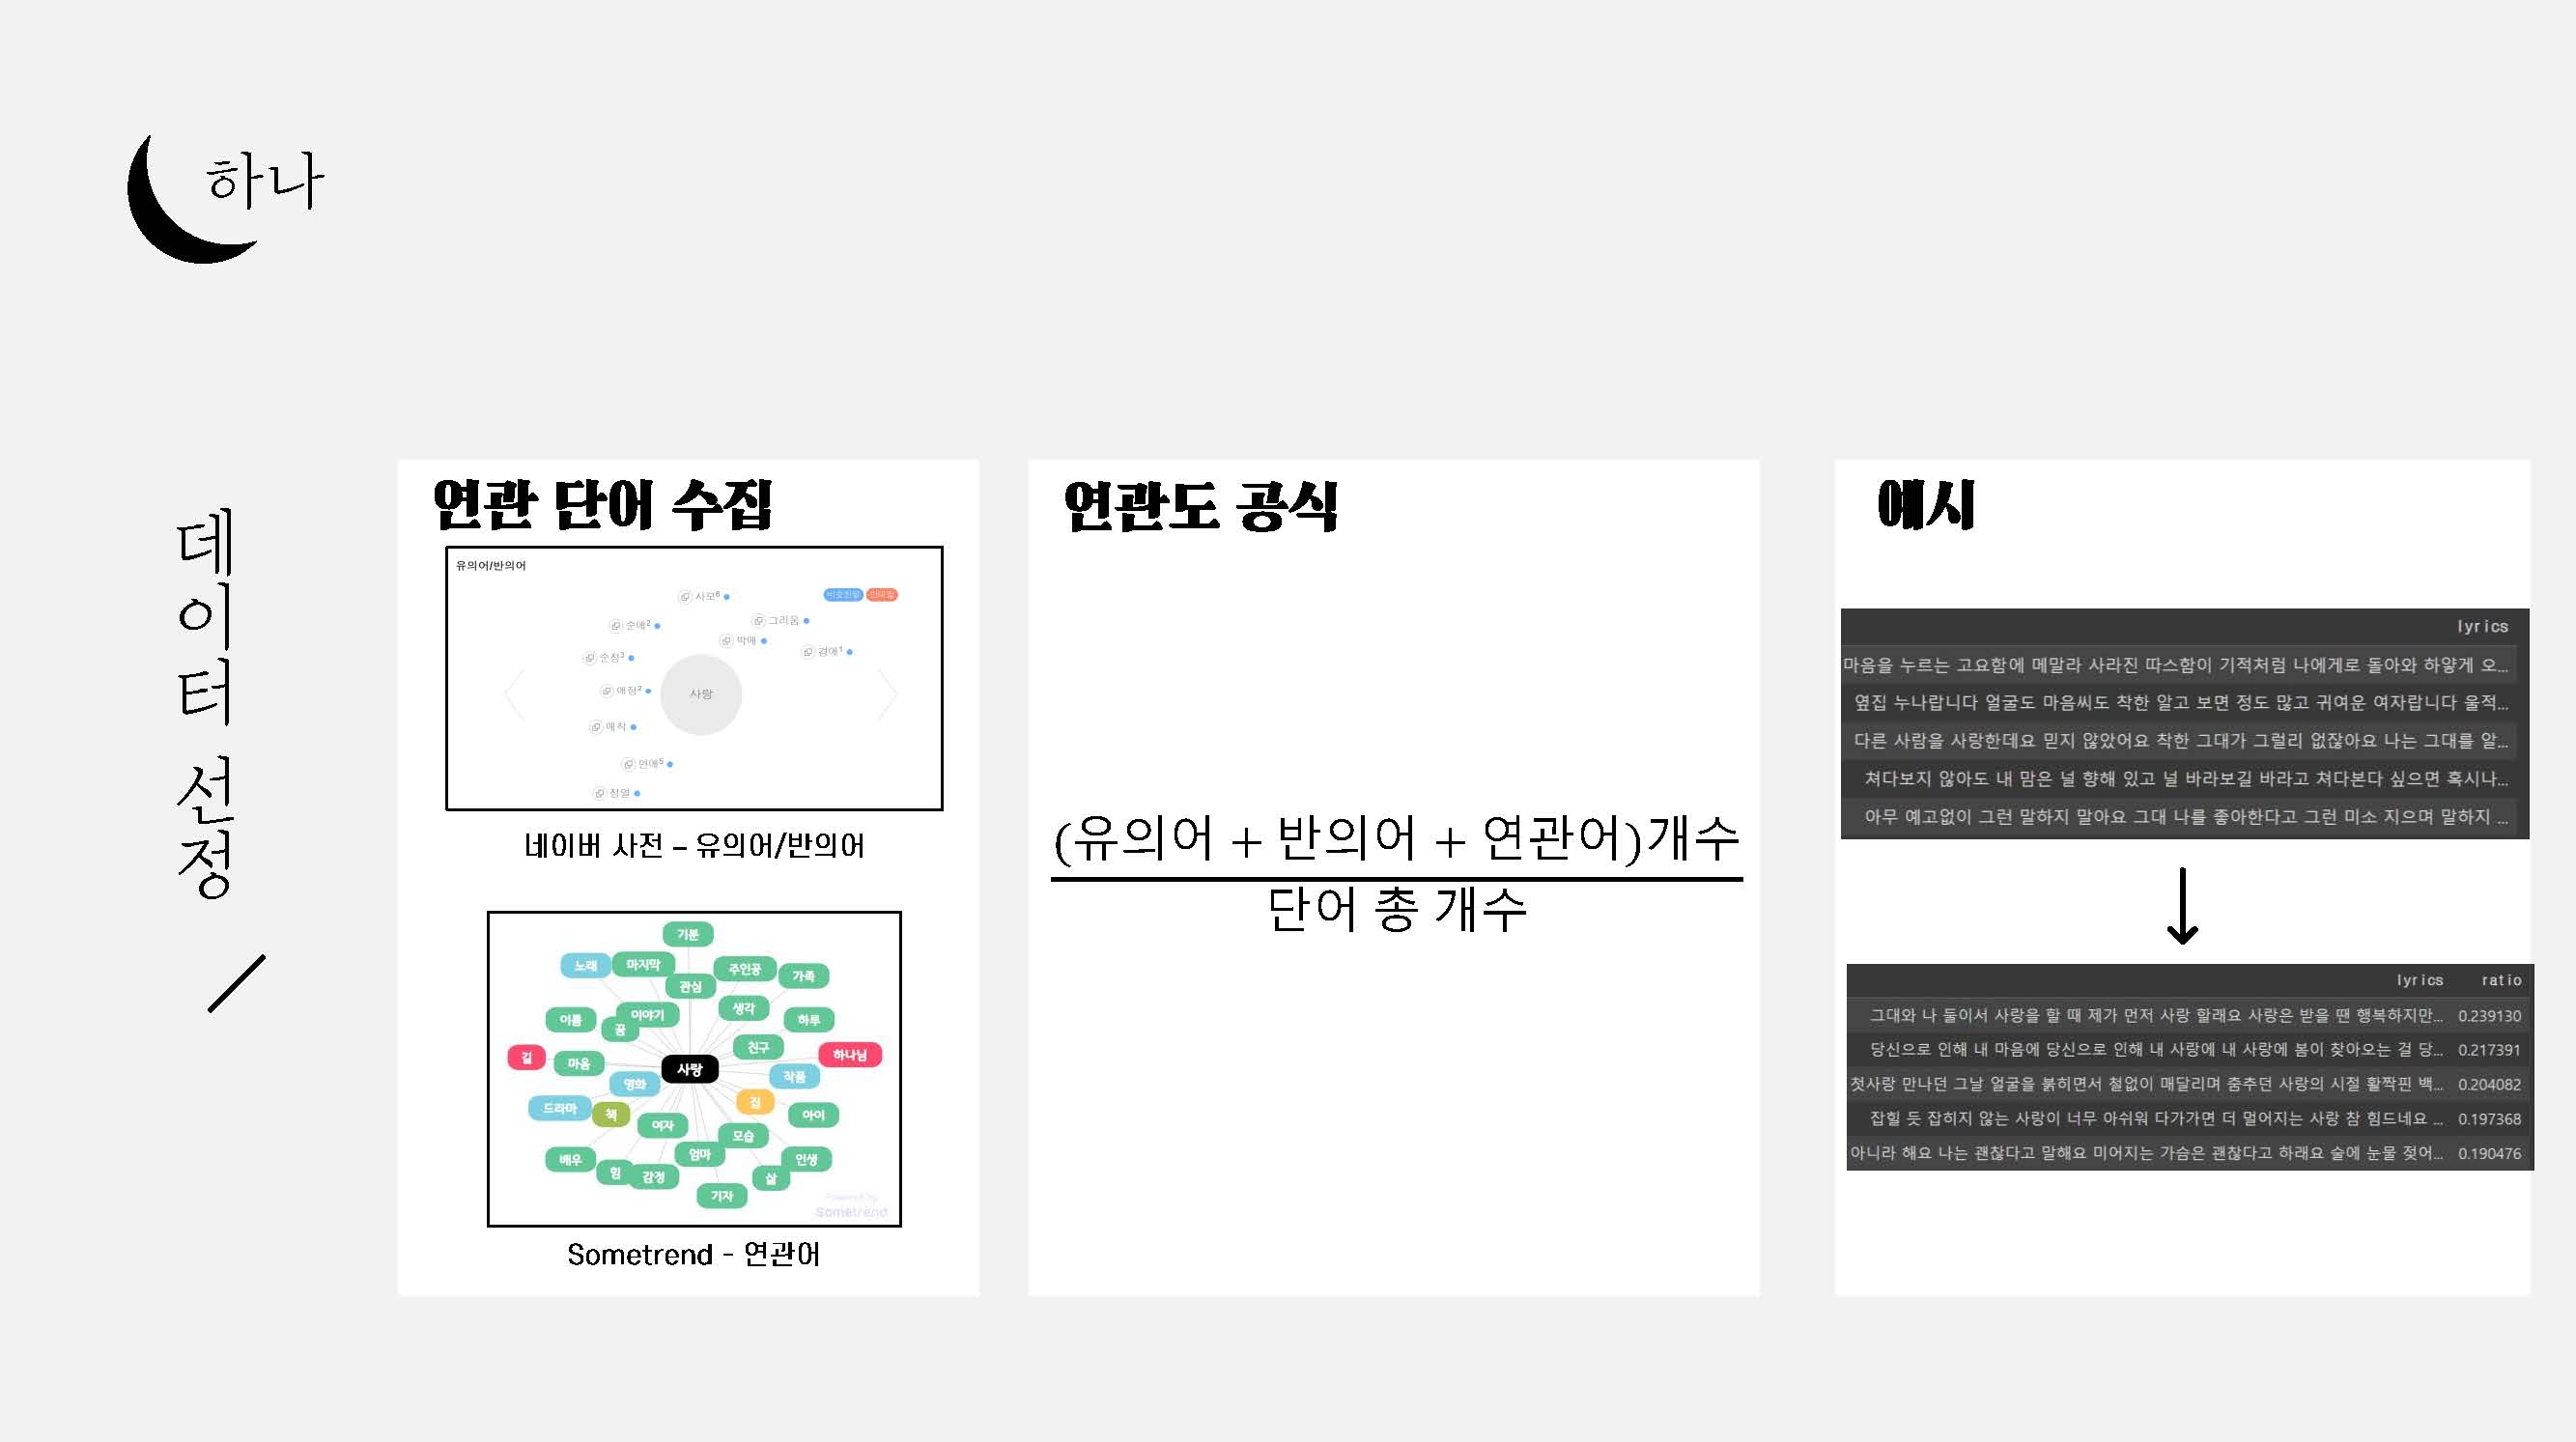 하나
데이터 선정
연관 단어 수집
유의어/반의어
비슷한말 반대말
사모6
그리움
순애2
박애
경애1
순정3
애정2
사랑
애착
연애5
정열
네이버 사전 – 유의어/반의어
기분
노래 마지막 주인공 가족
관심
생각
이름 이야기 하루
꿈
친구
길 마음 하나님
사랑
영화 작품
드라마 책 집 아이
여자 모습
배우 엄마 인생
힘 감정 삶
기자
Powered by
Sometrend
Sometrend - 연관어
연관도 공식
(유의어 + 반의어 + 연관어)개수
단어 총 개수
예시
lyrics
마음을 누르는 고요함에 메말라 사라진 따스함이 기적처럼 나에게로 돌아와 하얗게 오...
옆집 누나랍니다 얼굴도 마음씨도 착한 알고 보면 정도 많고 귀여운 여자랍니다 울적...
다른 사람을 사랑한데요 믿지 않았어요 착한 그대가 그럴리 없잖아요 나는 그대를 알...
쳐다보지 않아도 내 맘은 널 향해 있고 널 바라보길 바라고 쳐다본다 싶으면 혹시나...
아무 예고없이 그런 말하지 말아요 그대 나를 좋아한다고 그런 미소 지으며 말하지 ...
↓
lyrics ratio
그대와 나 둘이서 사랑을 할 때 제가 먼저 사랑 할래요 사랑은 받을 땐 행복하지만... 0.239130
당신으로 인해 내 마음에 당신으로 인해 내 사랑에 내 사랑에 봄이 찾아오는 걸 당... 0.217391
첫사랑 만나던 그날 얼굴을 붉히면서 철없이 매달리며 춤추던 사랑의 시절 활짝핀 백... 0.204082
잡힐 듯 잡히지 않는 사랑이 너무 아쉬워 다가가면 더 멀어지는 사랑 참 힘드네요 ... 0.197368
아니라 해요 나는 괜찮다고 말해요 미어지는 가슴은 괜찮다고 하래요 술에 눈물 젖어... 0.190476